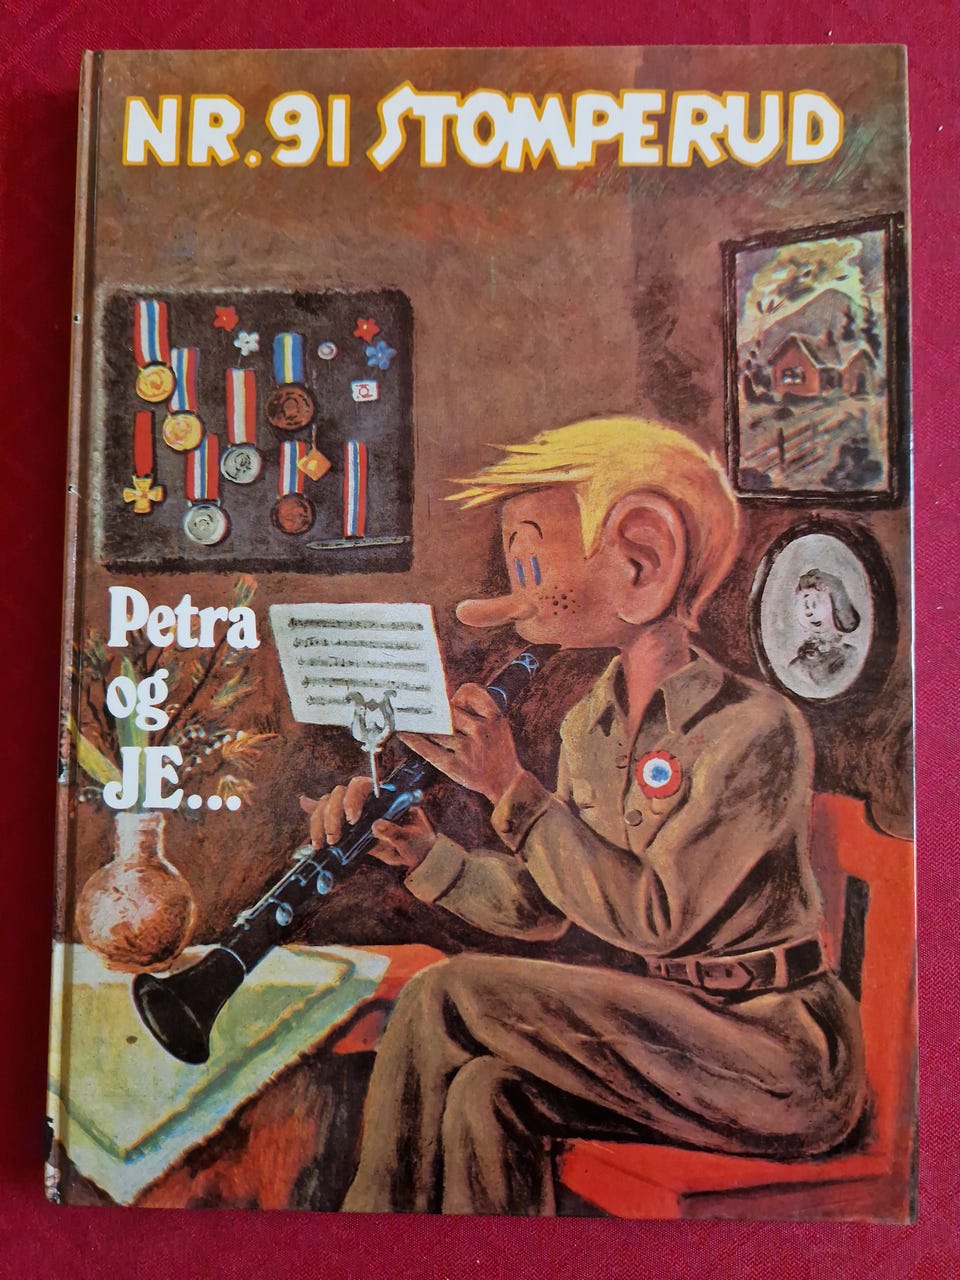 NR. 91 STOMPERUD
Petra
og
JE...